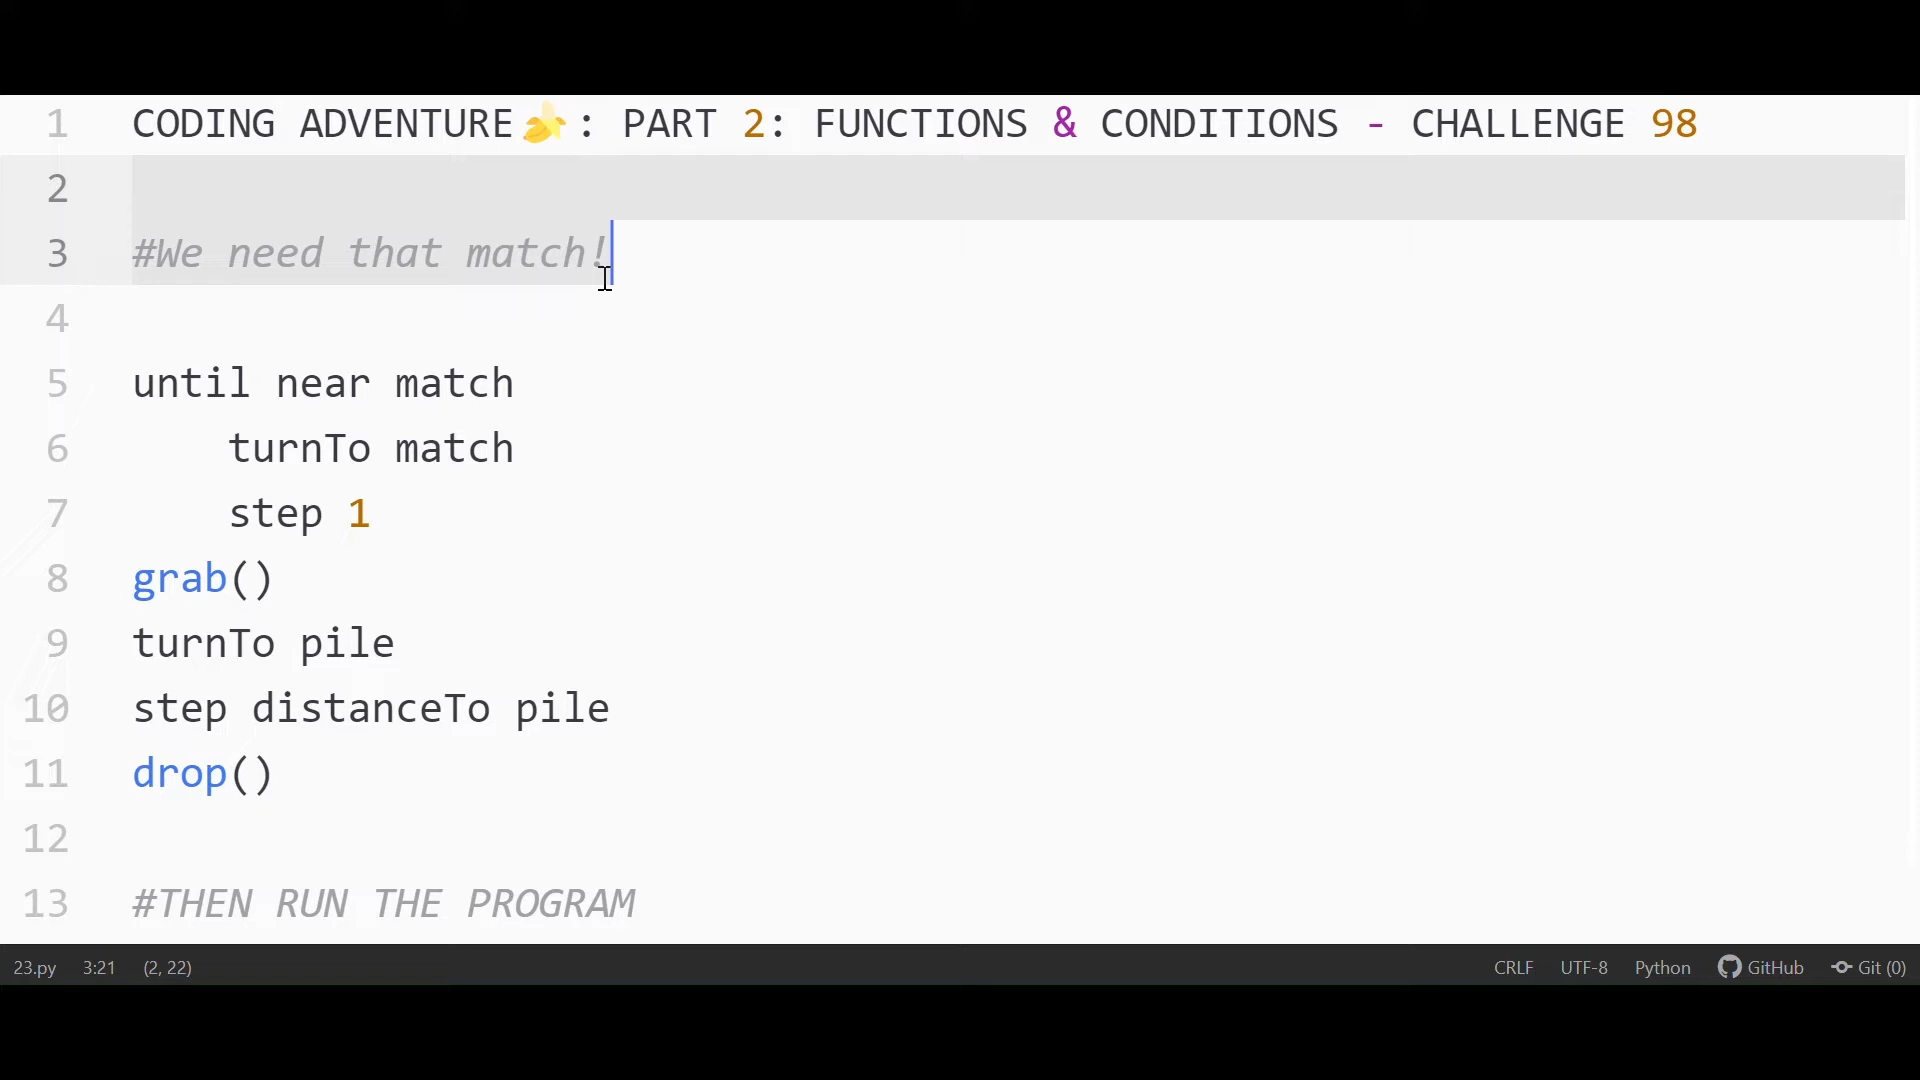 1 CODING ADVENTURE🍌: PART 2: FUNCTIONS & CONDITIONS - CHALLENGE 98
2
3 #We need that match!
4
5 until near match
6     turnTo match
7     step 1
8 grab()
9 turnTo pile
10 step distanceTo pile
11 drop()
12
13 #THEN RUN THE PROGRAM
23.py 3:21 (2, 22) CRLF UTF-8 Python GitHub Git (0)